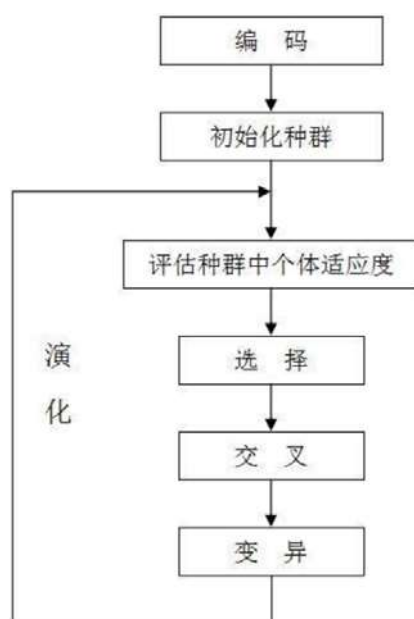 编 码
初始化种群
评估种群中个体适应度
演
化
选 择
交 叉
变 异